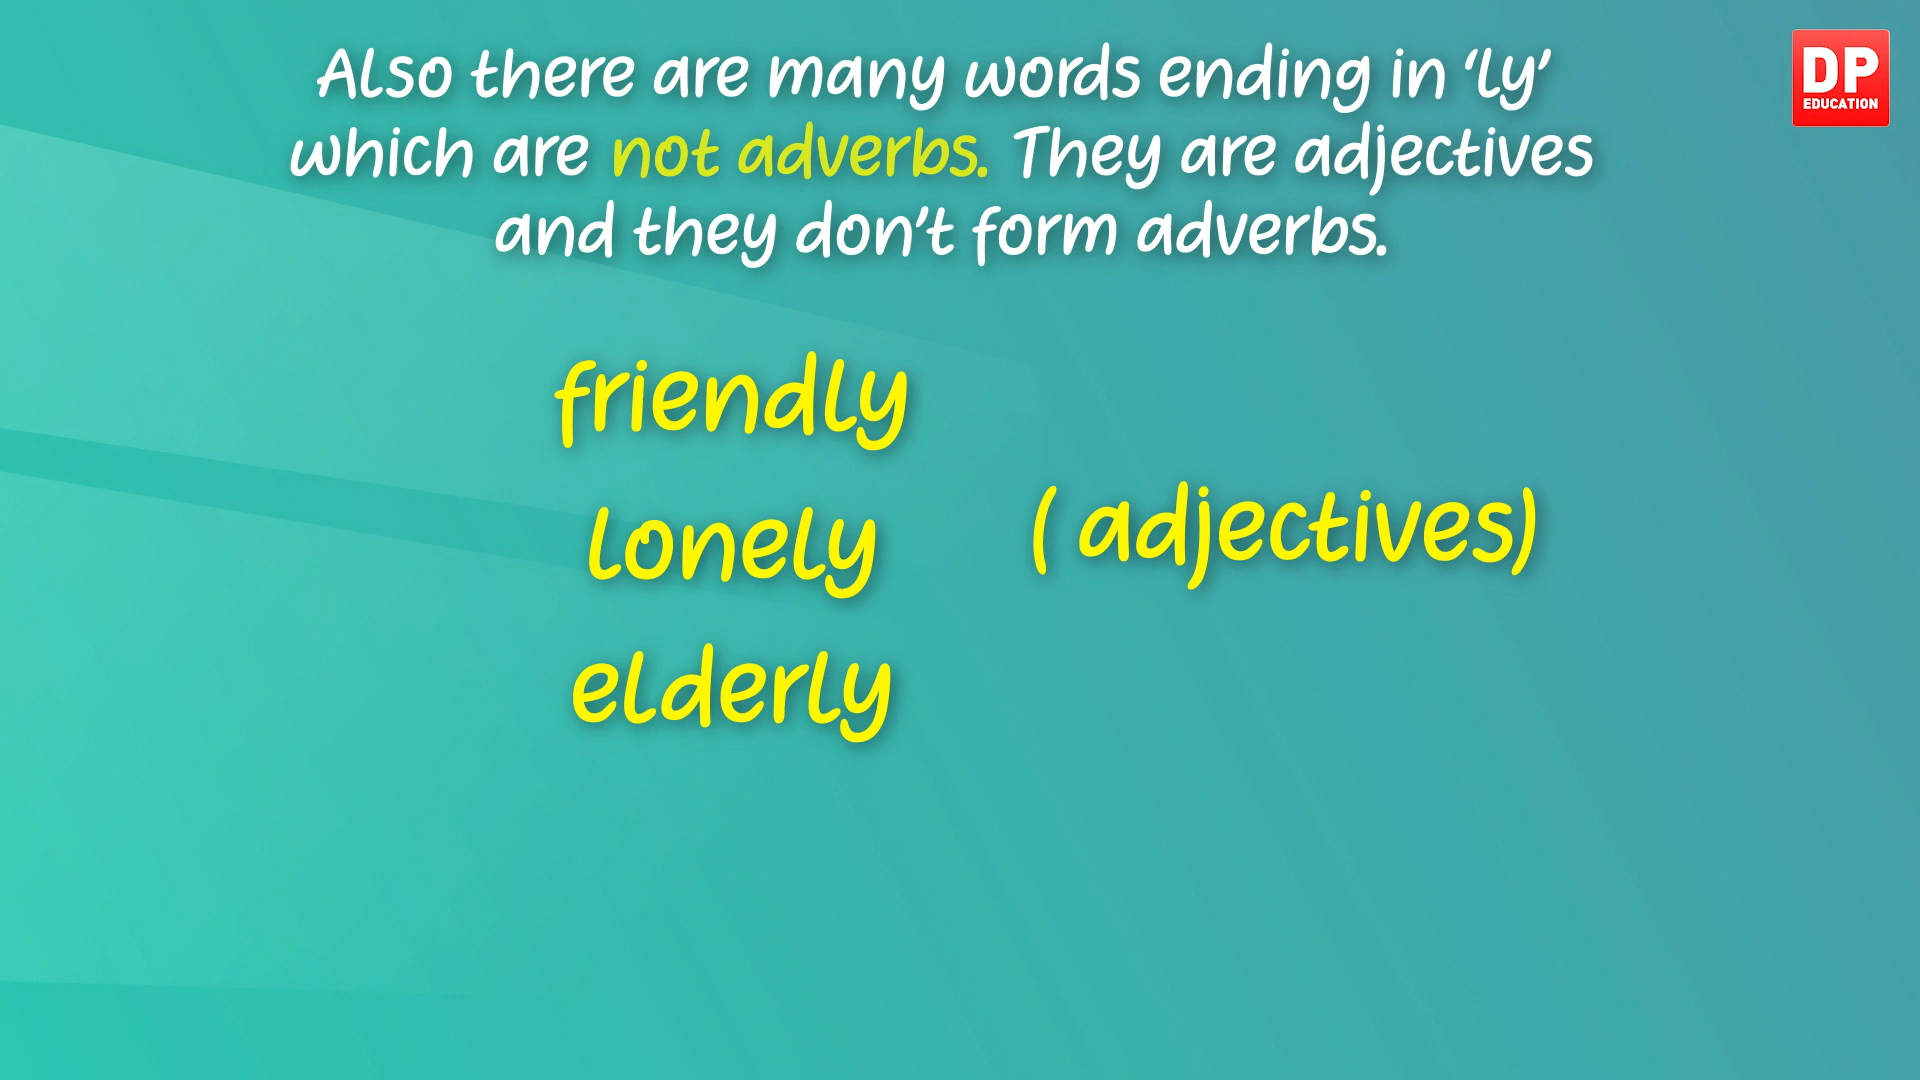 Also there are many words ending in ‘ly’
which are not adverbs. They are adjectives
and they don’t form adverbs.
friendly
lonely
( adjectives)
elderly
DP
EDUCATION